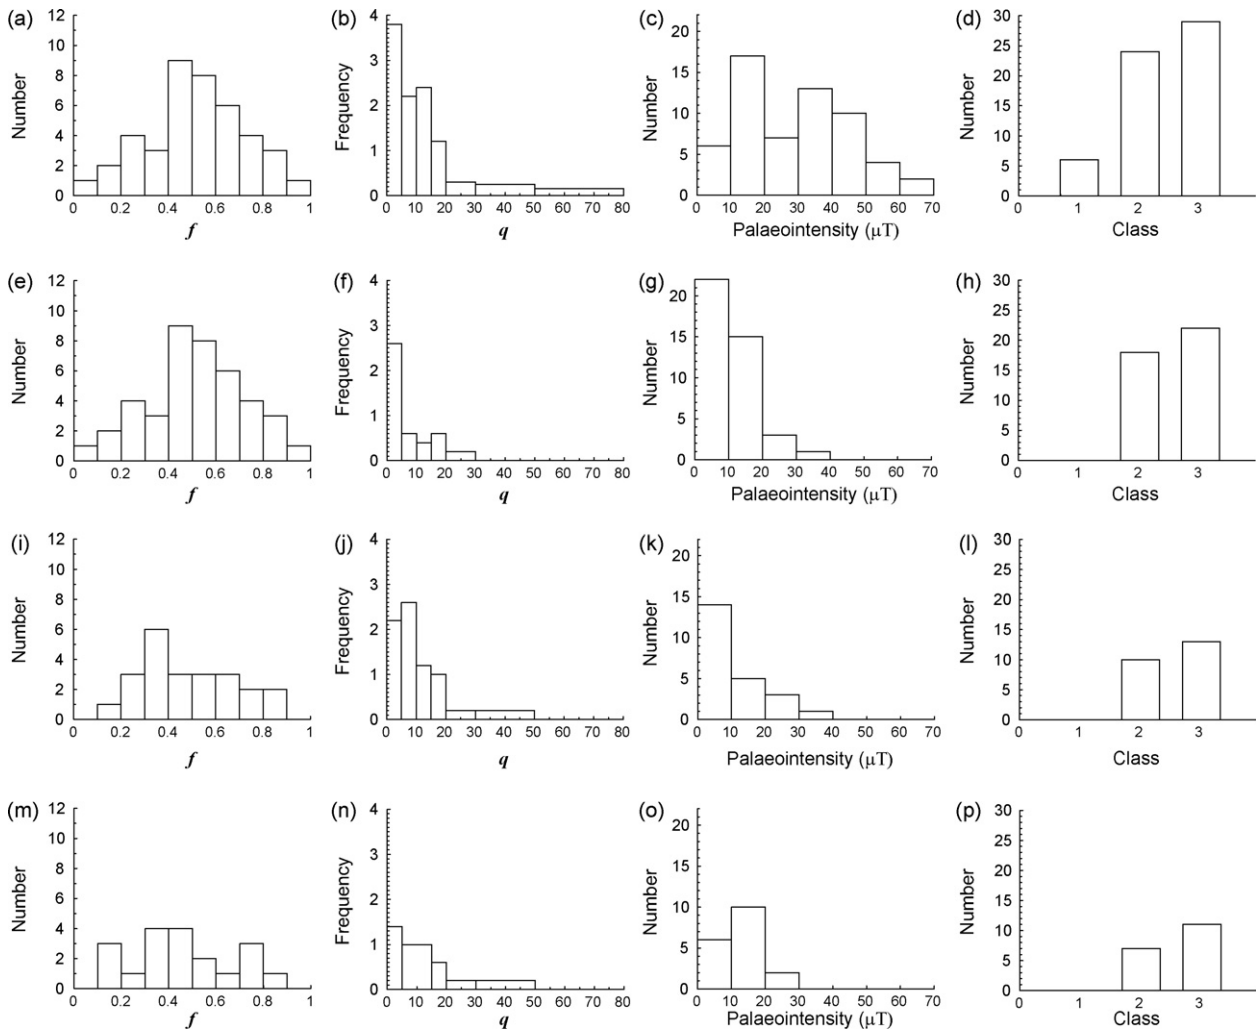 (a)
12
10
8
6
4
2
0
Number
0 0.2 0.4 0.6 0.8 1
f
(b)
4
3
2
1
0
Frequency
0 10 20 30 40 50 60 70 80
q
(c)
20
15
10
5
0
Number
0 10 20 30 40 50 60 70
Palaeointensity (μT)
(d)
30
25
20
15
10
5
0
Number
0 1 2 3
Class
(e)
12
10
8
6
4
2
0
Number
0 0.2 0.4 0.6 0.8 1
f
(f)
4
3
2
1
0
Frequency
0 10 20 30 40 50 60 70 80
q
(g)
20
15
10
5
0
Number
0 10 20 30 40 50 60 70
Palaeointensity (μT)
(h)
30
25
20
15
10
5
0
Number
0 1 2 3
Class
(i)
12
10
8
6
4
2
0
Number
0 0.2 0.4 0.6 0.8 1
f
(j)
4
3
2
1
0
Frequency
0 10 20 30 40 50 60 70 80
q
(k)
20
15
10
5
0
Number
0 10 20 30 40 50 60 70
Palaeointensity (μT)
(l)
30
25
20
15
10
5
0
Number
0 1 2 3
Class
(m)
12
10
8
6
4
2
0
Number
0 0.2 0.4 0.6 0.8 1
f
(n)
4
3
2
1
0
Frequency
0 10 20 30 40 50 60 70 80
q
(o)
20
15
10
5
0
Number
0 10 20 30 40 50 60 70
Palaeointensity (μT)
(p)
30
25
20
15
10
5
0
Number
0 1 2 3
Class